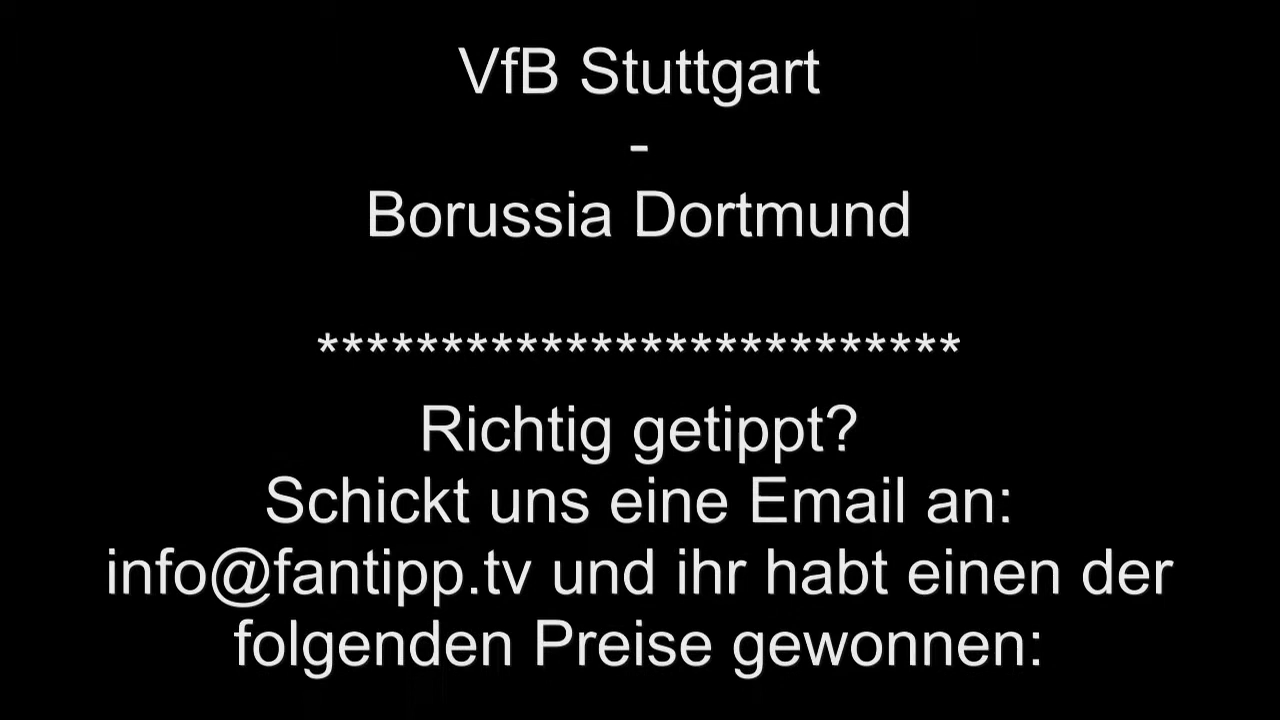 VfB Stuttgart
-
Borussia Dortmund
**************************
Richtig getippt?
Schickt uns eine Email an:
info@fantipp.tv und ihr habt einen der
folgenden Preise gewonnen: